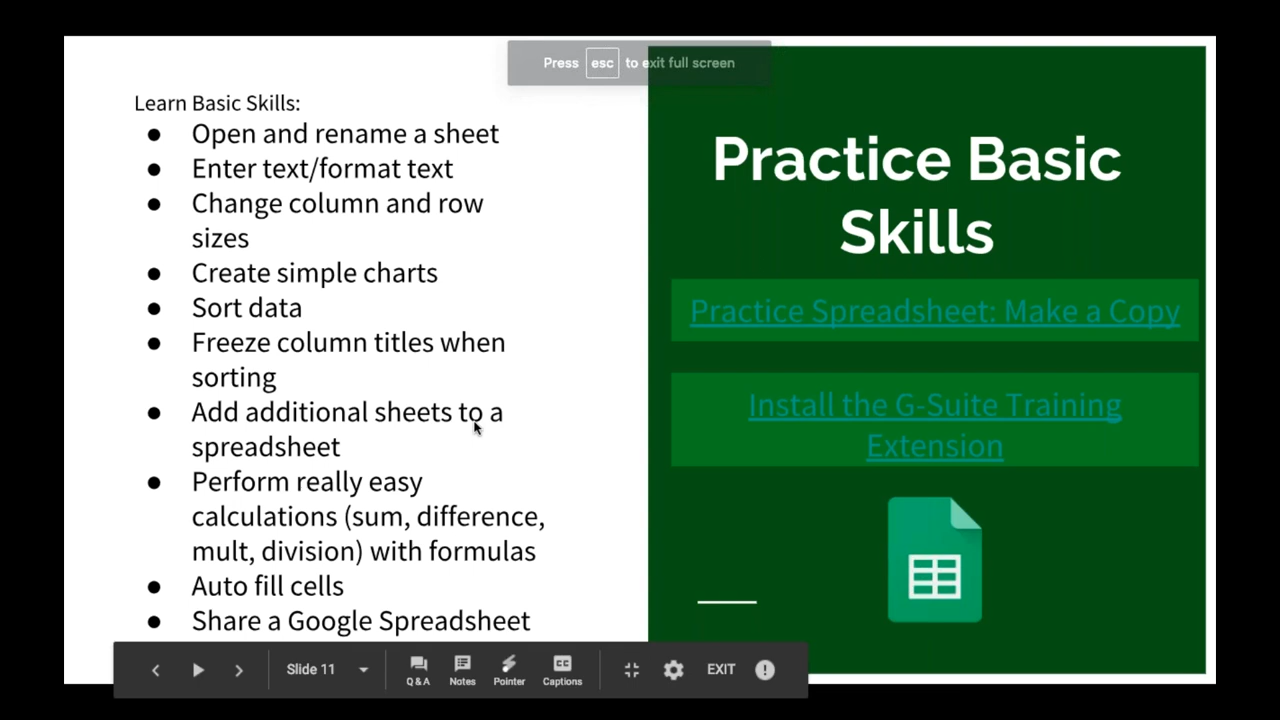 Press esc to exit full screen
Learn Basic Skills:
● Open and rename a sheet
● Enter text/format text
● Change column and row
sizes
● Create simple charts
● Sort data
● Freeze column titles when
sorting
● Add additional sheets to a
spreadsheet
● Perform really easy
calculations (sum, difference,
mult, division) with formulas
● Auto fill cells
● Share a Google Spreadsheet
Practice Basic
Skills
Practice Spreadsheet: Make a Copy
Install the G-Suite Training
Extension
Slide 11
Q & A
Notes
Pointer
CC
Captions
EXIT